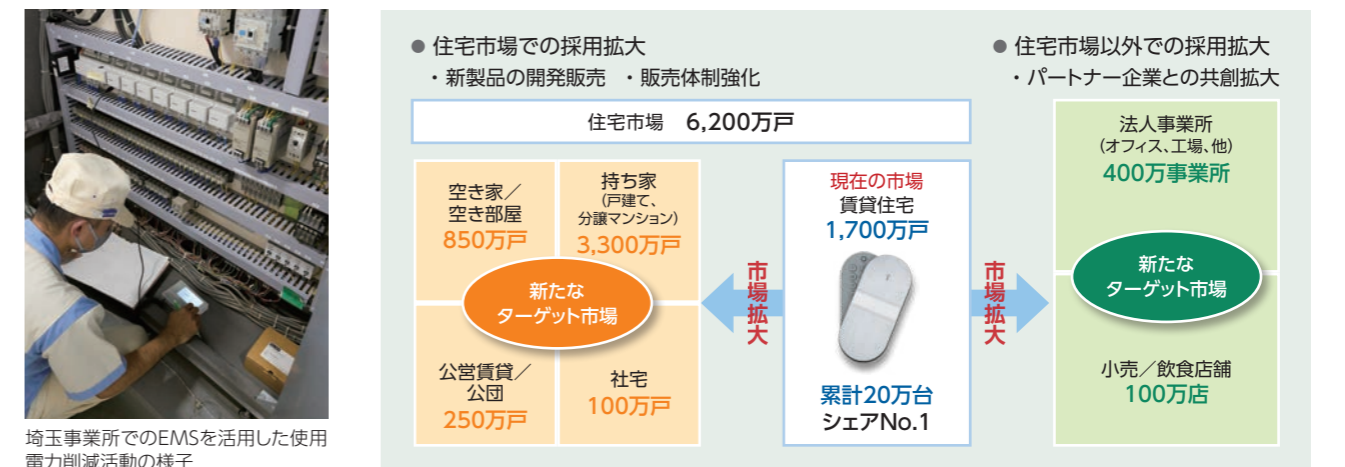 埼玉事業所でのEMSを活用した使用
電力削減活動の様子
● 住宅市場での採用拡大
・新製品の開発販売 ・販売体制強化
住宅市場 6,200万戸
空き家／
空き部屋
850万戸
持ち家
(戸建て、
分譲マンション)
3,300万戸
新たな
ターゲット市場
公営賃貸／
公団
250万戸
社宅
100万戸
市場拡大
現在の市場
賃貸住宅
1,700万戸
累計20万台
シェアNo.1
市場拡大
● 住宅市場以外での採用拡大
・パートナー企業との共創拡大
法人事業所
(オフィス、工場、他)
400万事業所
新たな
ターゲット市場
小売／飲食店舗
100万店